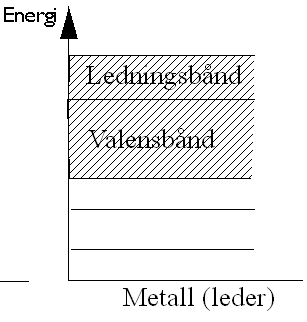 Energi
Ledningsbånd
Valensbånd
Metall (leder)